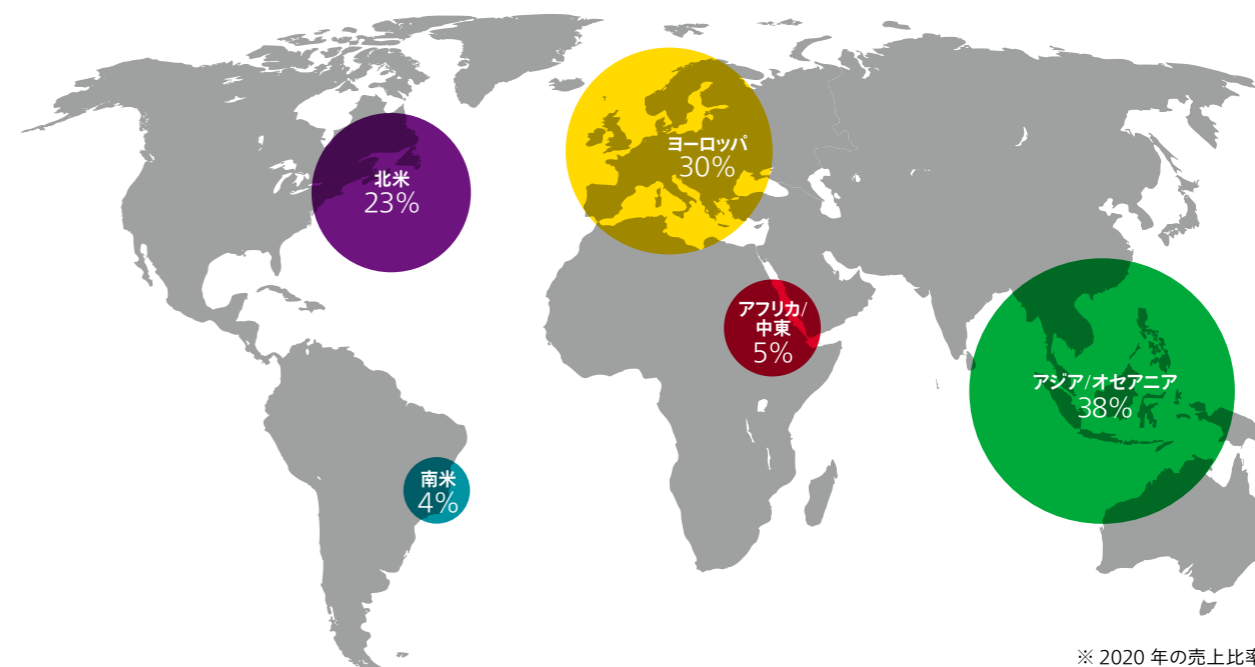 ヨーロッパ
30%
北米
23%
アフリカ/
中東
5%
アジア/オセアニア
38%
南米
4%
※ 2020 年の売上比率